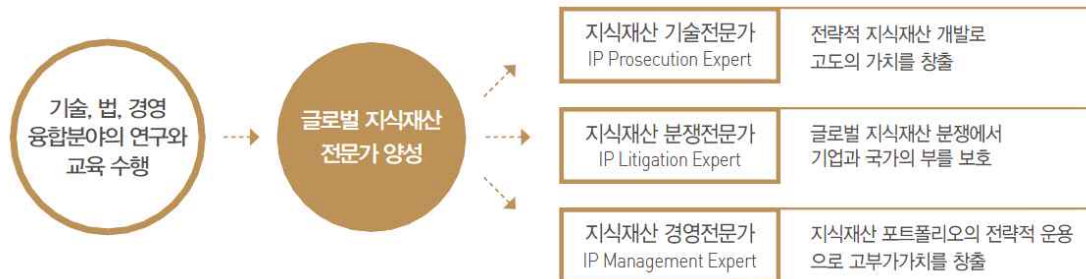 기술, 법, 경영
융합분야의 연구와
교육 수행
글로벌 지식재산
전문가 양성
지식재산 기술전문가
IP Prosecution Expert
전략적 지식재산 개발로
고도의 가치를 창출
지식재산 분쟁전문가
IP Litigation Expert
글로벌 지식재산 분쟁에서
기업과 국가의 부를 보호
지식재산 경영전문가
IP Management Expert
지식재산 포트폴리오의 전략적 운용
으로 고부가가치를 창출